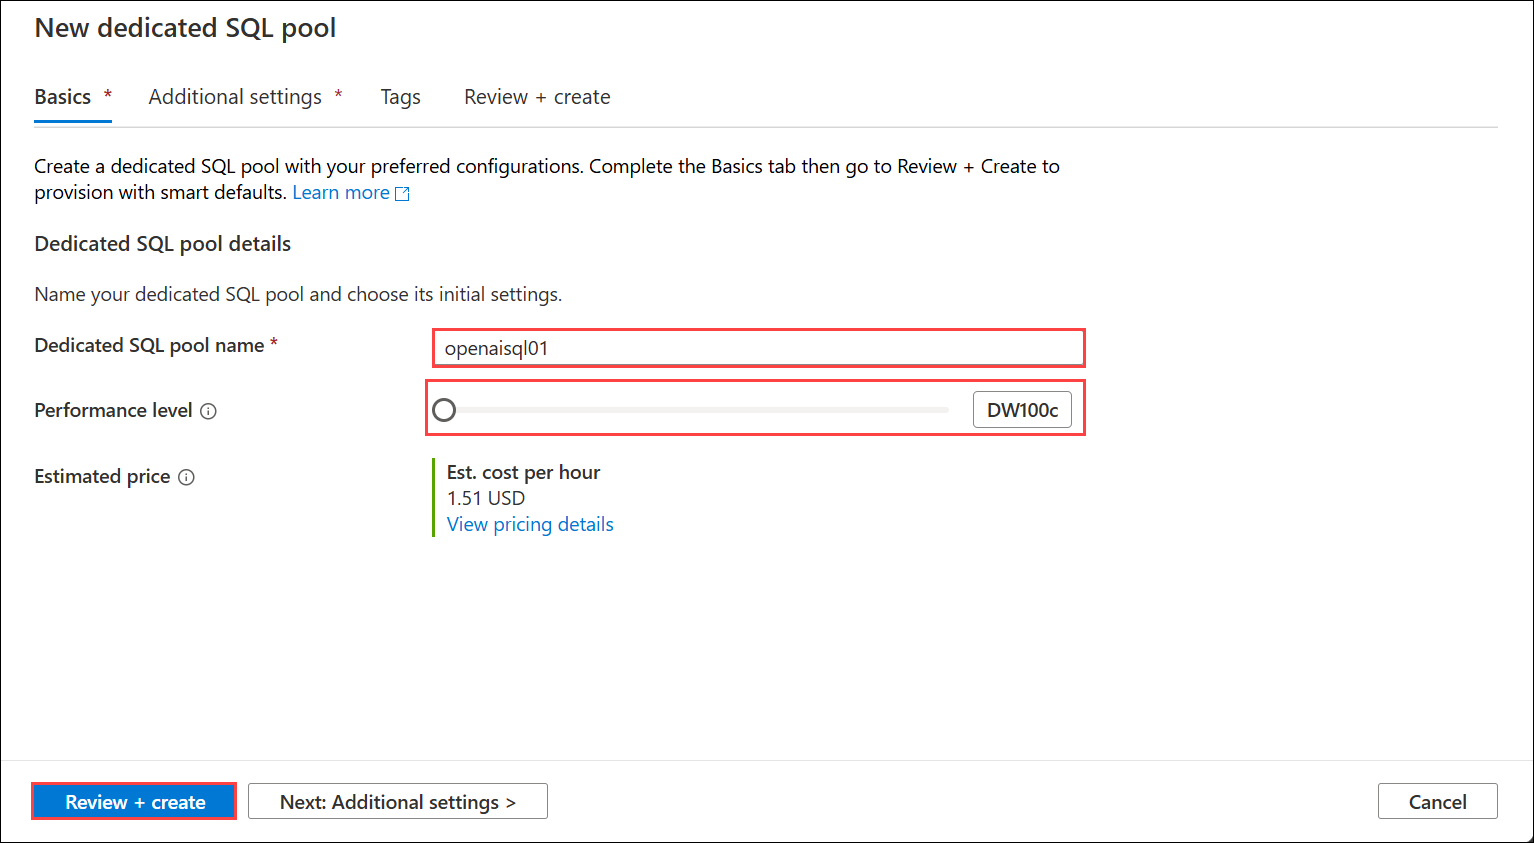 New dedicated SQL pool
Basics *
Additional settings *
Tags
Review + create
Create a dedicated SQL pool with your preferred configurations. Complete the Basics tab then go to Review + Create to
provision with smart defaults. Learn more
Dedicated SQL pool details
Name your dedicated SQL pool and choose its initial settings.
Dedicated SQL pool name *
openaisql01
Performance level
DW100c
Estimated price
Est. cost per hour
1.51 USD
View pricing details
Review + create
Next: Additional settings >
Cancel